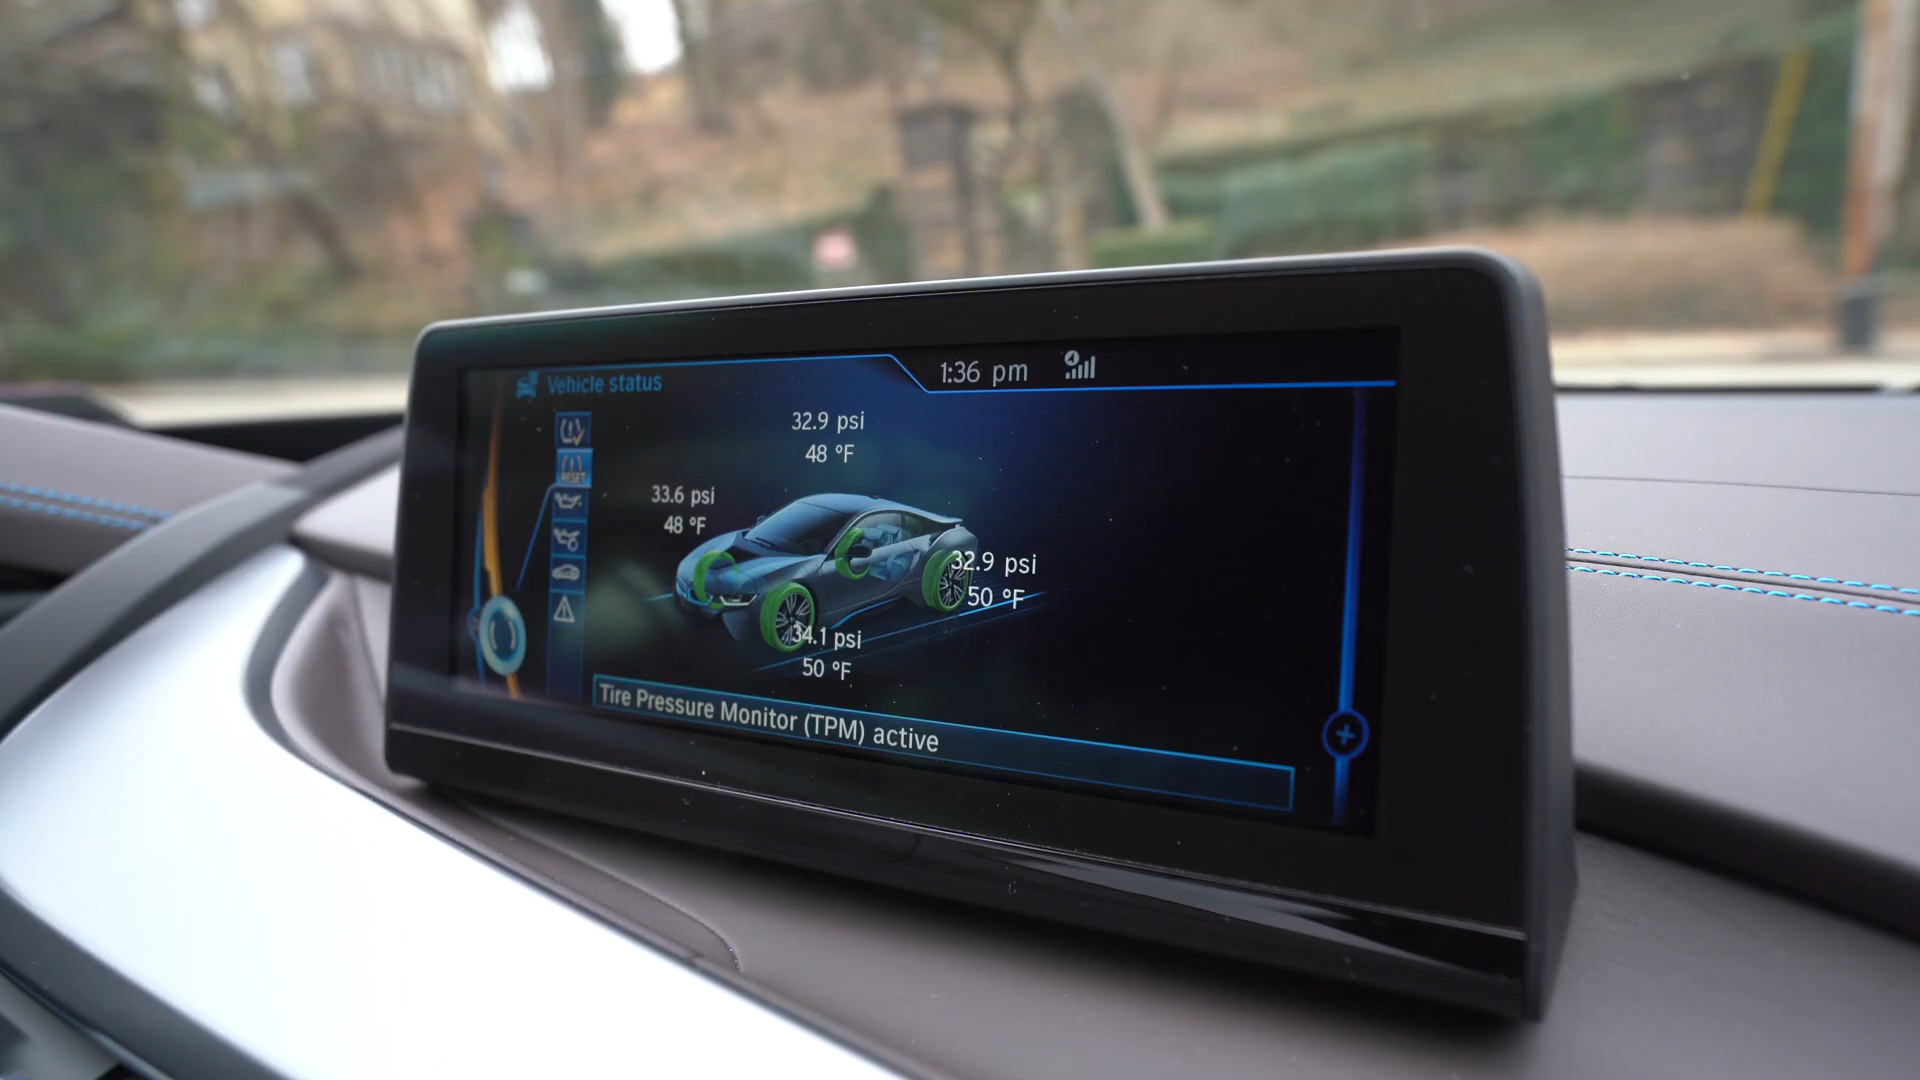 Vehicle status
1:36 pm
RESET
32.9 psi
48 °F
33.6 psi
48 °F
32.9 psi
50 °F
34.1 psi
50 °F
Tire Pressure Monitor (TPM) active